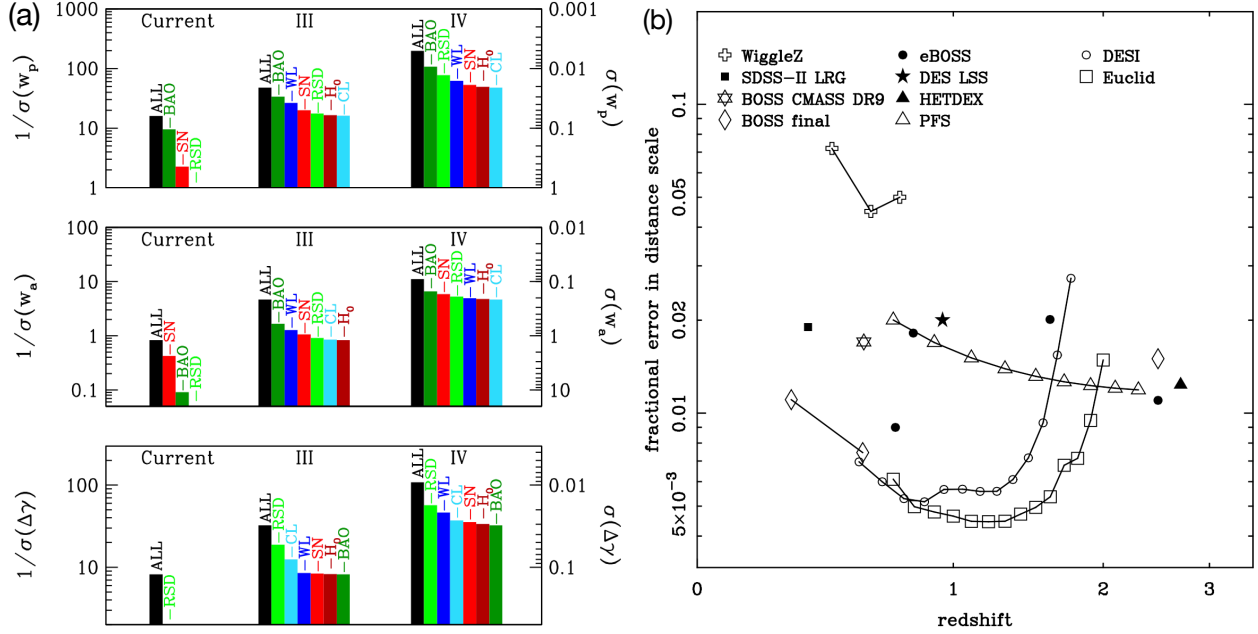 (a)
Current III IV
1000
100
10
1
0.001
0.01
0.1
1
1/σ(w_p)
σ(w_p)
ALL
−BAO
−SN
−RSD
ALL
−BAO
−WL
−SN
−RSD
−H₀
−CL
ALL
−BAO
−RSD
−WL
−SN
−H₀
−CL
Current III IV
100
10
1
0.1
0.01
0.1
1
10
1/σ(w_a)
σ(w_a)
ALL
−SN
−BAO
−RSD
ALL
−BAO
−WL
−SN
−RSD
−CL
−H₀
ALL
−BAO
−SN
−RSD
−WL
−H₀
−CL
Current III IV
100
10
0.01
0.1
1/σ(Δγ)
σ(Δγ)
ALL
−RSD
ALL
−RSD
−CL
−WL
−SN
−H₀
−BAO
ALL
−RSD
−WL
−CL
−SN
−H₀
−BAO
(b)
WiggleZ
SDSS−II LRG
BOSS CMASS DR9
BOSS final
eBOSS
DES LSS
HETDEX
PFS
DESI
Euclid
fractional error in distance scale
0.1
0.05
0.02
0.01
5×10⁻³
0 1 2 3
redshift